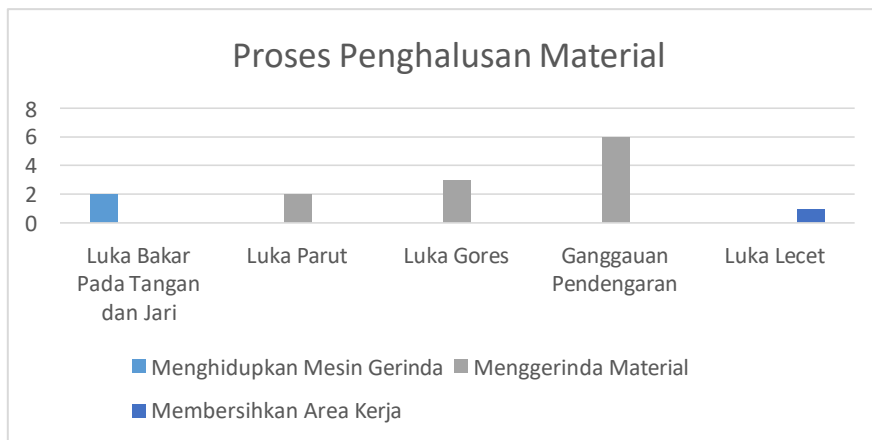 Proses Penghalusan Material
8
6
4
2
0
Luka Bakar
Pada Tangan
dan Jari
Luka Parut
Luka Gores
Ganggauan
Pendengaran
Luka Lecet
Menghidupkan Mesin Gerinda
Menggerinda Material
Membersihkan Area Kerja